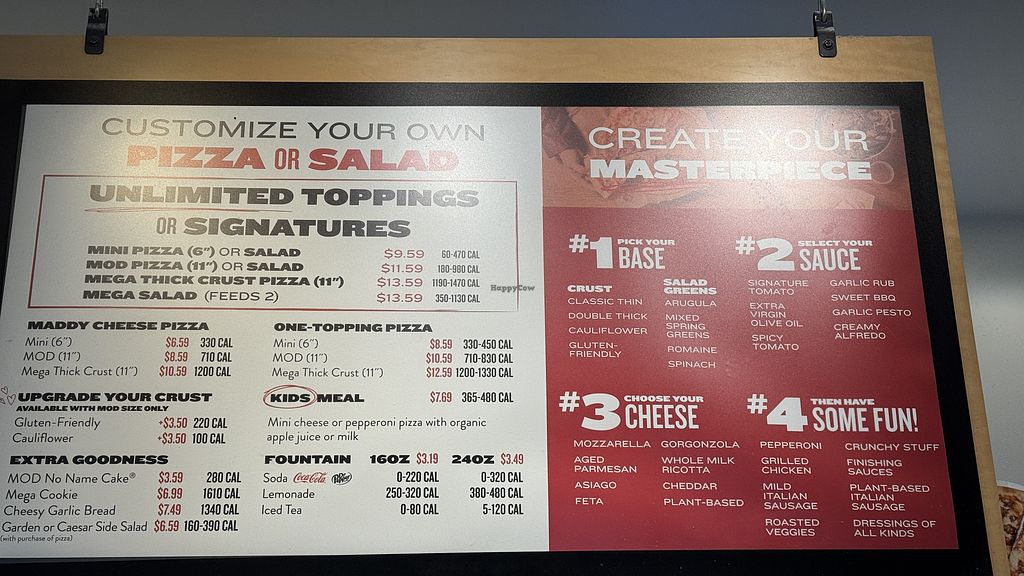 CUSTOMIZE YOUR OWN
PIZZA OR SALAD
UNLIMITED TOPPINGS
OR SIGNATURES
MINI PIZZA (6") OR SALAD $9.59 60-470 CAL
MOD PIZZA (11") OR SALAD $11.59 180-980 CAL
MEGA THICK CRUST PIZZA (11") $13.59 1190-1470 CAL
MEGA SALAD (FEEDS 2) $13.59 350-1130 CAL
MADDY CHEESE PIZZA
Mini (6") $6.59 330 CAL
MOD (11") $8.59 710 CAL
Mega Thick Crust (11") $10.59 1200 CAL
ONE-TOPPING PIZZA
Mini (6") $8.59 330-450 CAL
MOD (11") $10.59 710-830 CAL
Mega Thick Crust (11") $12.59 1200-1330 CAL
UPGRADE YOUR CRUST
AVAILABLE WITH MOD SIZE ONLY
Gluten-Friendly +$3.50 220 CAL
Cauliflower +$3.50 100 CAL
KIDS MEAL $7.69 365-480 CAL
Mini cheese or pepperoni pizza with organic
apple juice or milk
EXTRA GOODNESS
MOD No Name Cake® $3.59 280 CAL
Mega Cookie $6.99 1610 CAL
Cheesy Garlic Bread $7.49 1340 CAL
Garden or Caesar Side Salad $6.59 160-390 CAL
(with purchase of pizza)
FOUNTAIN 16OZ $3.19 24OZ $3.49
Soda Coca-Cola Dr Pepper 0-220 CAL 0-320 CAL
Lemonade 250-320 CAL 380-480 CAL
Iced Tea 0-80 CAL 5-120 CAL
CREATE YOUR
MASTERPIECE
#1 PICK YOUR
BASE
CRUST
CLASSIC THIN
DOUBLE THICK
CAULIFLOWER
GLUTEN-
FRIENDLY
SALAD
GREENS
ARUGULA
MIXED
SPRING
GREENS
ROMAINE
SPINACH
#2 SELECT YOUR
SAUCE
SIGNATURE
TOMATO
EXTRA
VIRGIN
OLIVE OIL
SPICY
TOMATO
GARLIC RUB
SWEET BBQ
GARLIC PESTO
CREAMY
ALFREDO
#3 CHOOSE YOUR
CHEESE
MOZZARELLA
AGED
PARMESAN
ASIAGO
FETA
GORGONZOLA
WHOLE MILK
RICOTTA
CHEDDAR
PLANT-BASED
#4 THEN HAVE
SOME FUN!
PEPPERONI
GRILLED
CHICKEN
MILD
ITALIAN
SAUSAGE
ROASTED
VEGGIES
CRUNCHY STUFF
FINISHING
SAUCES
PLANT-BASED
ITALIAN
SAUSAGE
DRESSINGS OF
ALL KINDS
HappyCow